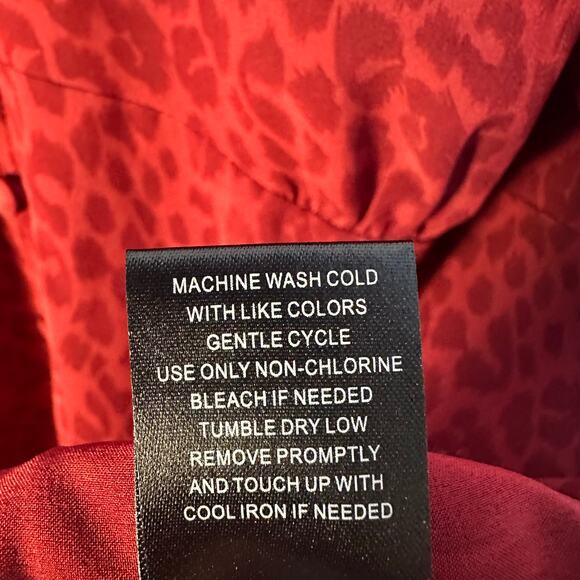 MACHINE WASH COLD
WITH LIKE COLORS
GENTLE CYCLE
USE ONLY NON-CHLORINE
BLEACH IF NEEDED
TUMBLE DRY LOW
REMOVE PROMPTLY
AND TOUCH UP WITH
COOL IRON IF NEEDED